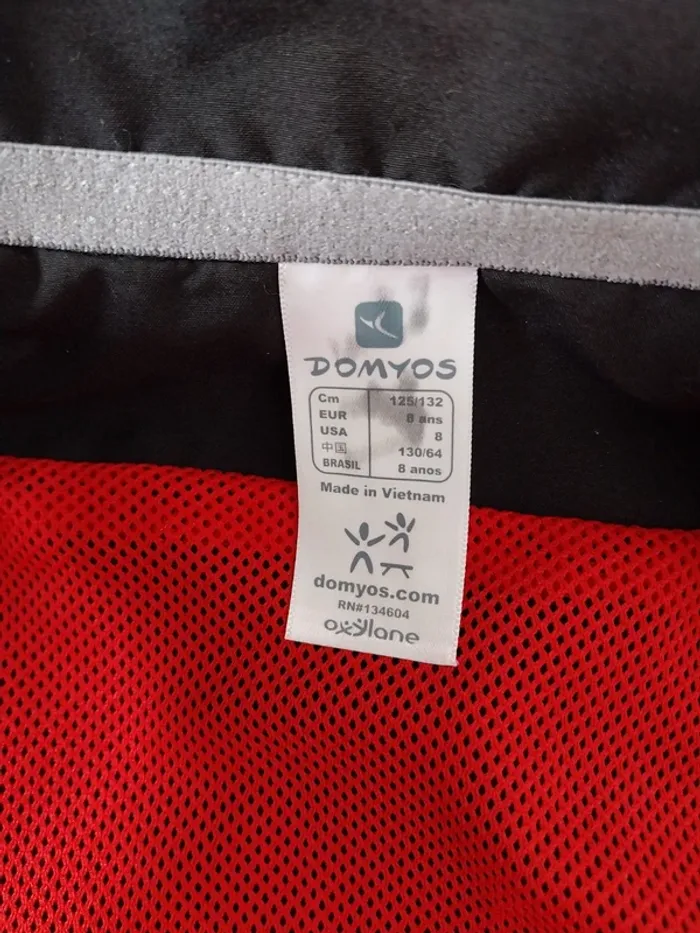 DOMYOS
Cm 125/132
EUR 8 ans
USA 8
中国 130/64
BRASIL 8 anos
Made in Vietnam
domyos.com
RN#134604
oxylane